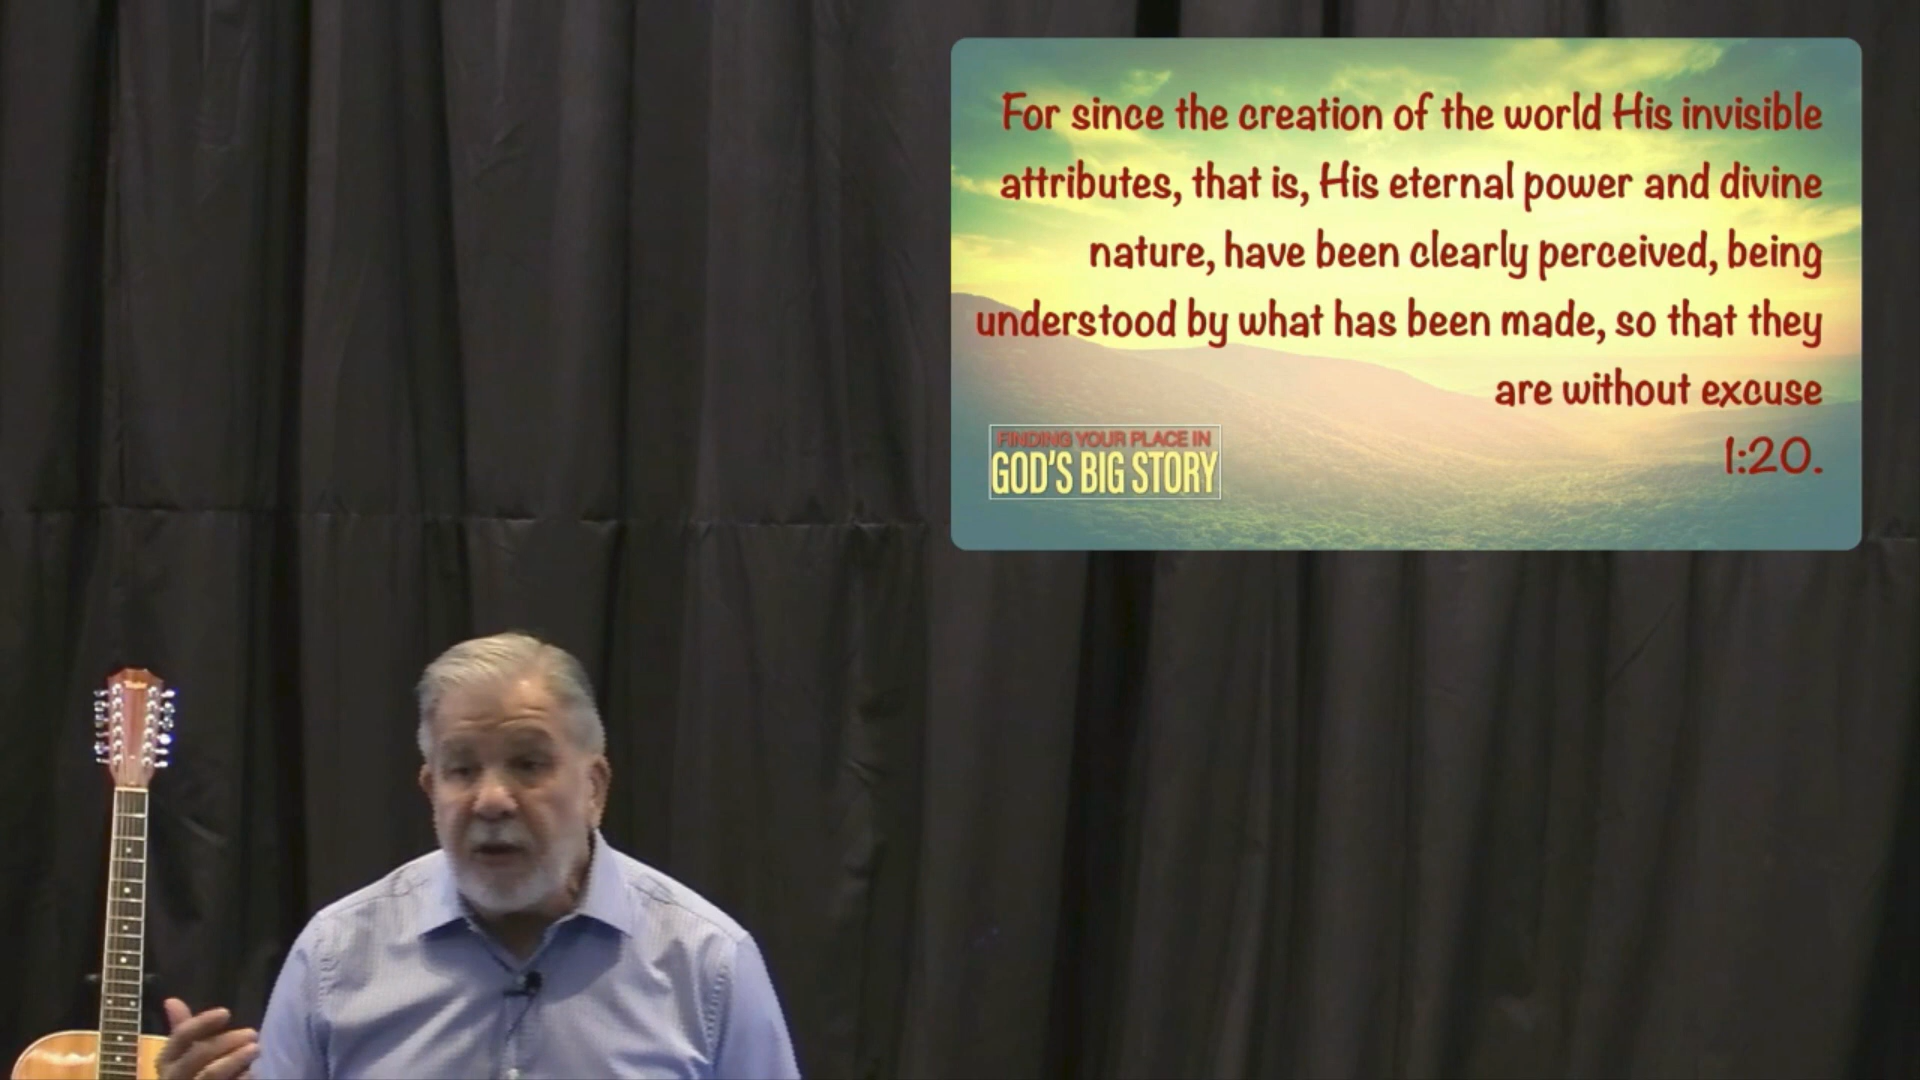 For since the creation of the world His invisible
attributes, that is, His eternal power and divine
nature, have been clearly perceived, being
understood by what has been made, so that they
are without excuse
1:20.
FINDING YOUR PLACE IN
GOD'S BIG STORY
Taylor